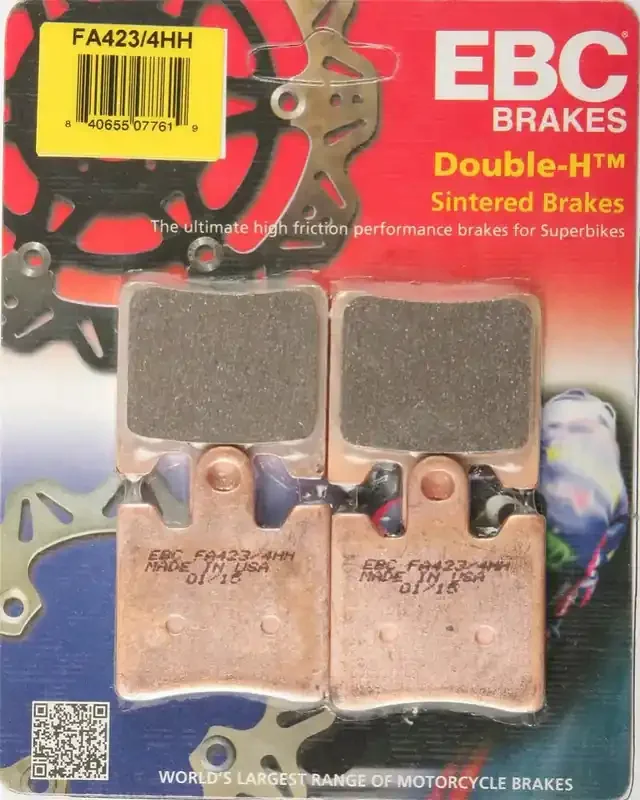 FA423/4HH
8 40655 07761 9
EBC
BRAKES
Double-H™
Sintered Brakes
The ultimate high friction performance brakes for Superbikes
EBC FA423/4HH
MADE IN USA
01/15
EBC FA423/4HH
MADE IN USA
01/15
WORLD'S LARGEST RANGE OF MOTORCYCLE BRAKES